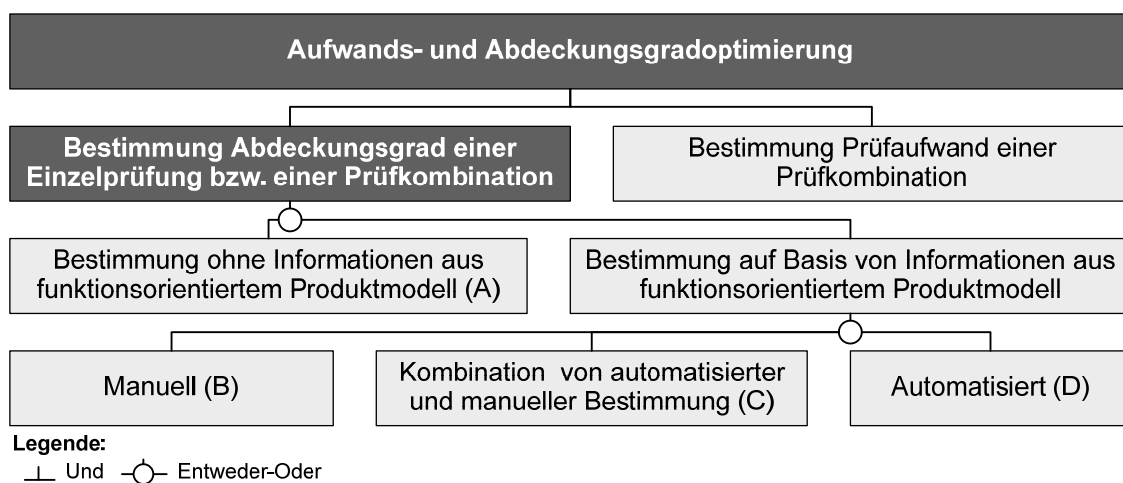 Aufwands- und Abdeckungsgradoptimierung
Bestimmung Abdeckungsgrad einer
Einzelprüfung bzw. einer Prüfkombination
Bestimmung Prüfaufwand einer
Prüfkombination
Bestimmung ohne Informationen aus
funktionsorientiertem Produktmodell (A)
Bestimmung auf Basis von Informationen aus
funktionsorientiertem Produktmodell
Manuell (B)
Kombination von automatisierter
und manueller Bestimmung (C)
Automatisiert (D)
Legende:
Und Entweder-Oder